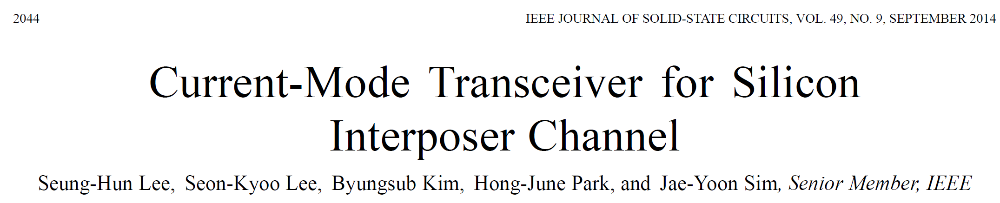 2044 IEEE JOURNAL OF SOLID-STATE CIRCUITS, VOL. 49, NO. 9, SEPTEMBER 2014
Current-Mode Transceiver for Silicon
Interposer Channel
Seung-Hun Lee, Seon-Kyoo Lee, Byungsub Kim, Hong-June Park, and Jae-Yoon Sim, Senior Member, IEEE